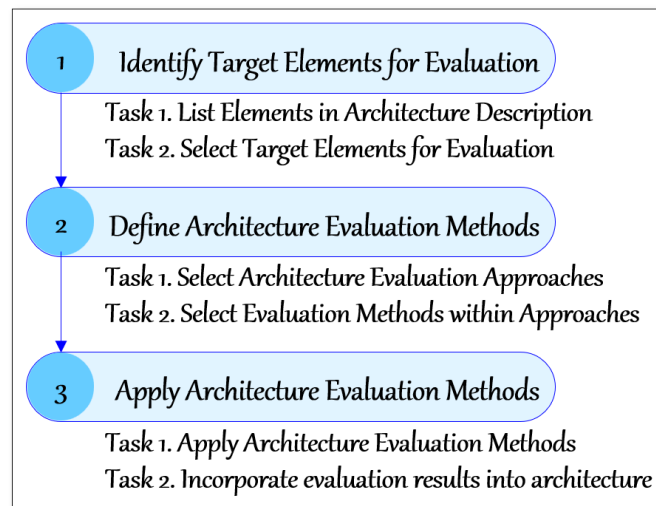 1 Identify Target Elements for Evaluation
Task 1. List Elements in Architecture Description
Task 2. Select Target Elements for Evaluation
2 Define Architecture Evaluation Methods
Task 1. Select Architecture Evaluation Approaches
Task 2. Select Evaluation Methods within Approaches
3 Apply Architecture Evaluation Methods
Task 1. Apply Architecture Evaluation Methods
Task 2. Incorporate evaluation results into architecture